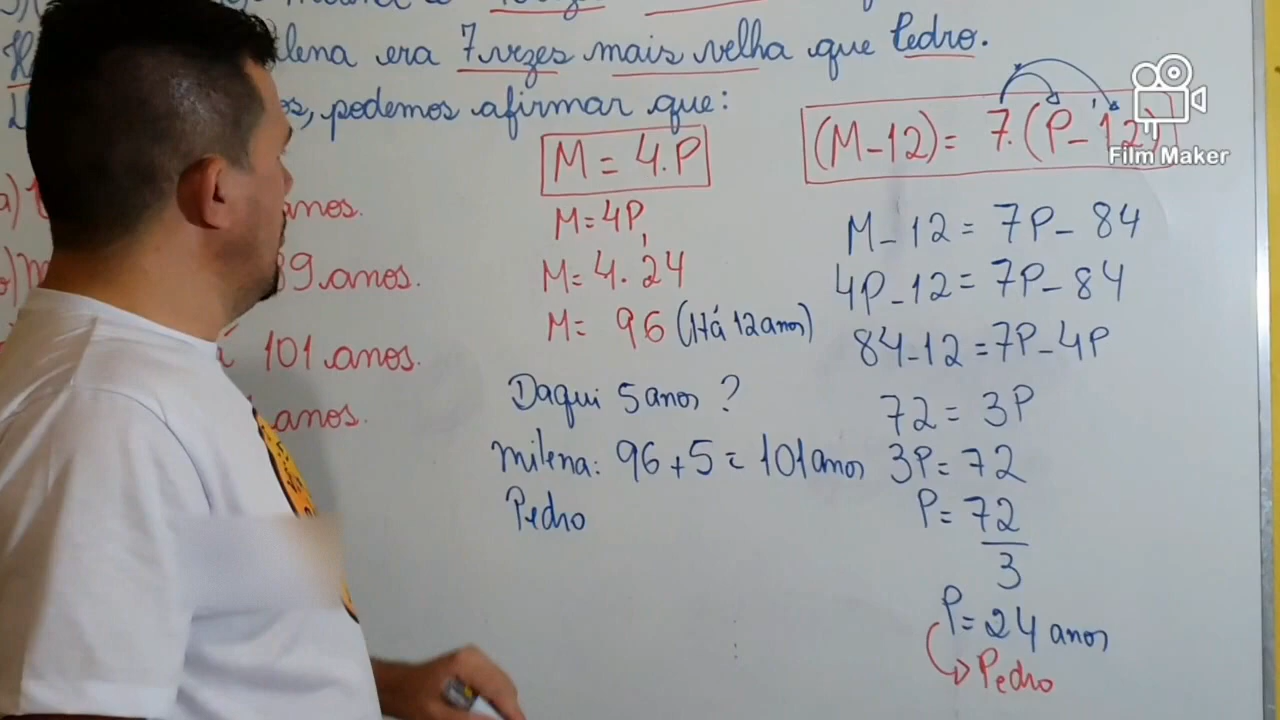 lena era 7 vezes mais velha que Pedro.
os, podemos afirmar que:
a)
anos.
39 anos.
101 anos.
anos.
M = 4.P
M=4P
M=4.24
M= 96 (Há 12 anos)
Daqui 5 anos?
Milena: 96+5=101 anos
Pedro
(M-12)= 7.(P-12)
M-12=7P-84
4P-12=7P-84
84-12=7P-4P
72=3P
3P=72
P=72
3
P=24 anos
Pedro
Film Maker